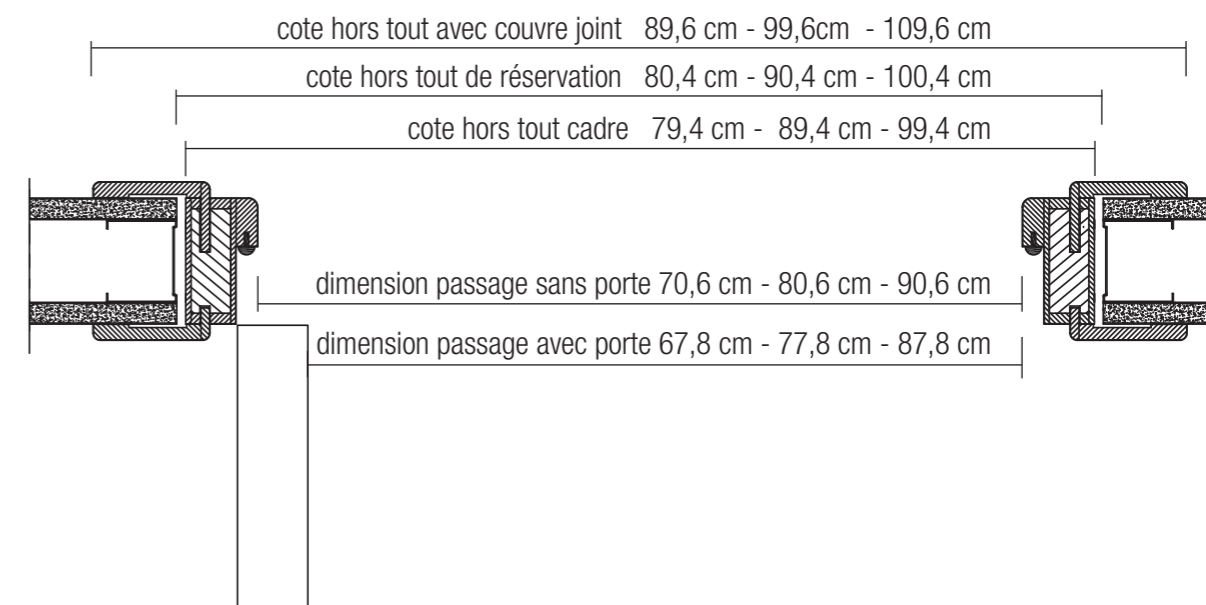 cote hors tout avec couvre joint 89,6 cm - 99,6cm - 109,6 cm
cote hors tout de réservation 80,4 cm - 90,4 cm - 100,4 cm
cote hors tout cadre 79,4 cm - 89,4 cm - 99,4 cm
dimension passage sans porte 70,6 cm - 80,6 cm - 90,6 cm
dimension passage avec porte 67,8 cm - 77,8 cm - 87,8 cm